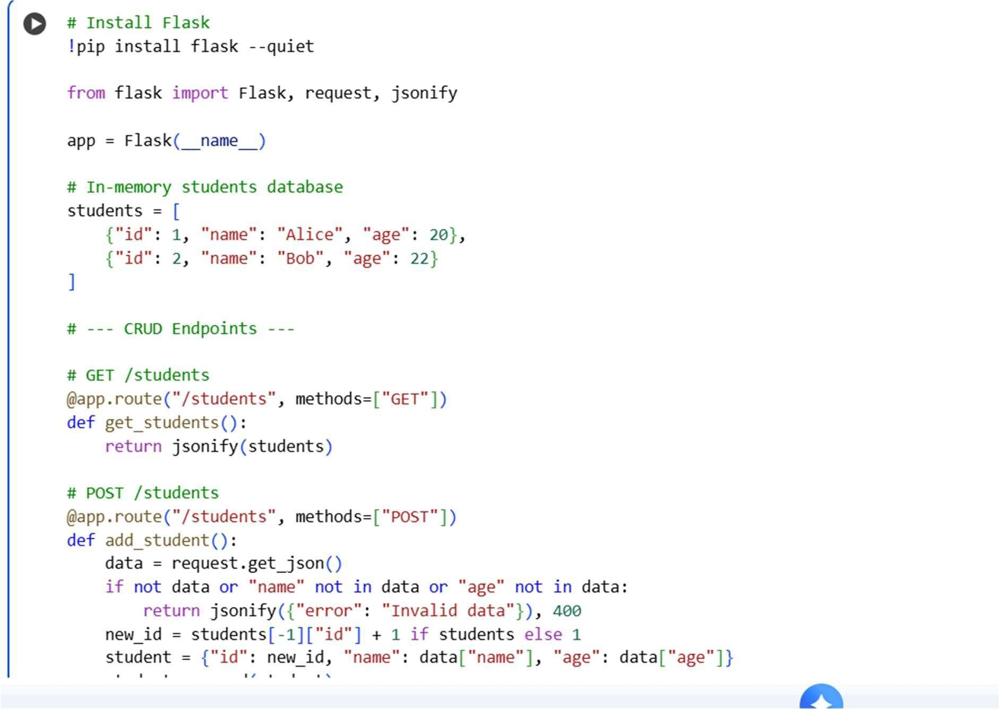 # Install Flask
!pip install flask --quiet
from flask import Flask, request, jsonify
app = Flask(__name__)
# In-memory students database
students = [
    {"id": 1, "name": "Alice", "age": 20},
    {"id": 2, "name": "Bob", "age": 22}
]
# --- CRUD Endpoints ---
# GET /students
@app.route("/students", methods=["GET"])
def get_students():
    return jsonify(students)
# POST /students
@app.route("/students", methods=["POST"])
def add_student():
    data = request.get_json()
    if not data or "name" not in data or "age" not in data:
        return jsonify({"error": "Invalid data"}), 400
    new_id = students[-1]["id"] + 1 if students else 1
    student = {"id": new_id, "name": data["name"], "age": data["age"]}